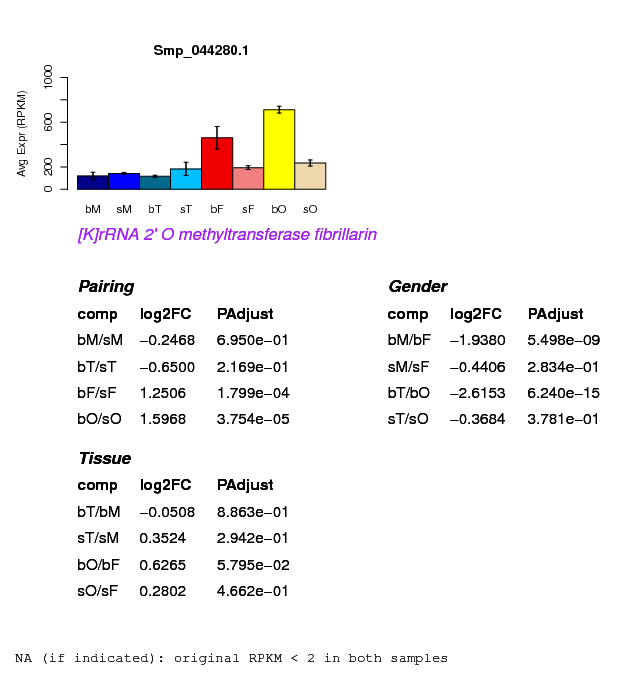 Smp_044280.1
Avg Expr (RPKM)
1000
600
200
0
bM sM bT sT bF sF bO sO
[K]rRNA 2' O methyltransferase fibrillarin
Pairing
comp log2FC PAdjust
bM/sM −0.2468 6.950e−01
bT/sT −0.6500 2.169e−01
bF/sF 1.2506 1.799e−04
bO/sO 1.5968 3.754e−05
Gender
comp log2FC PAdjust
bM/bF −1.9380 5.498e−09
sM/sF −0.4406 2.834e−01
bT/bO −2.6153 6.240e−15
sT/sO −0.3684 3.781e−01
Tissue
comp log2FC PAdjust
bT/bM −0.0508 8.863e−01
sT/sM 0.3524 2.942e−01
bO/bF 0.6265 5.795e−02
sO/sF 0.2802 4.662e−01
NA (if indicated): original RPKM < 2 in both samples